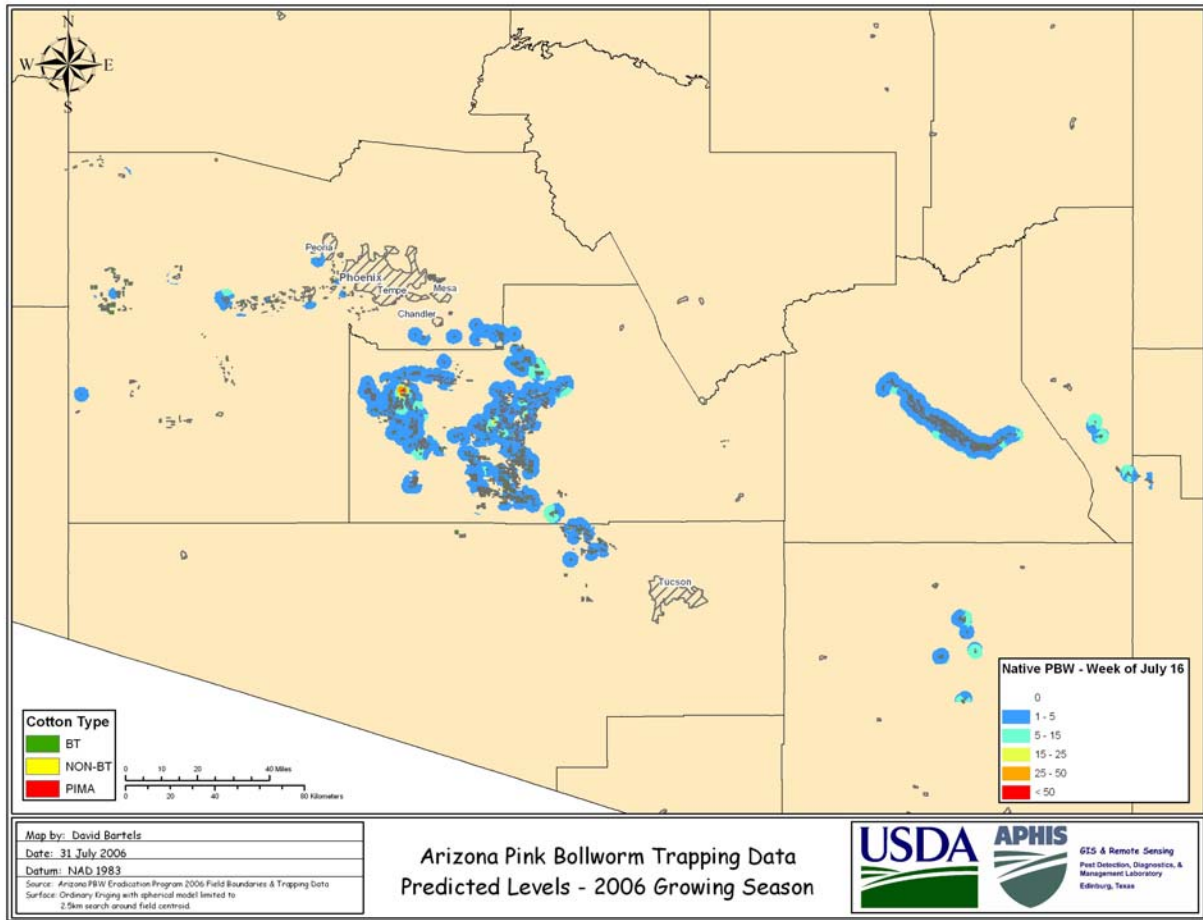 N
W E
S
Peoria
Phoenix
Tempe
Mesa
Chandler
Tucson
Native PBW - Week of July 16
0
1 - 5
5 - 15
15 - 25
25 - 50
< 50
Cotton Type
BT
NON-BT
PIMA
0 10 20 40 Miles
0 20 40 80 Kilometers
Map by: David Bartels
Date: 31 July 2006
Datum: NAD 1983
Source: Arizona PBW Eradication Program 2006 Field Boundaries & Trapping Data
Surface: Ordinary Kriging with spherical model limited to
2.5km search around field centroid.
Arizona Pink Bollworm Trapping Data
Predicted Levels - 2006 Growing Season
USDA
APHIS
GIS & Remote Sensing
Pest Detection, Diagnostics, &
Management Laboratory
Edinburg, Texas